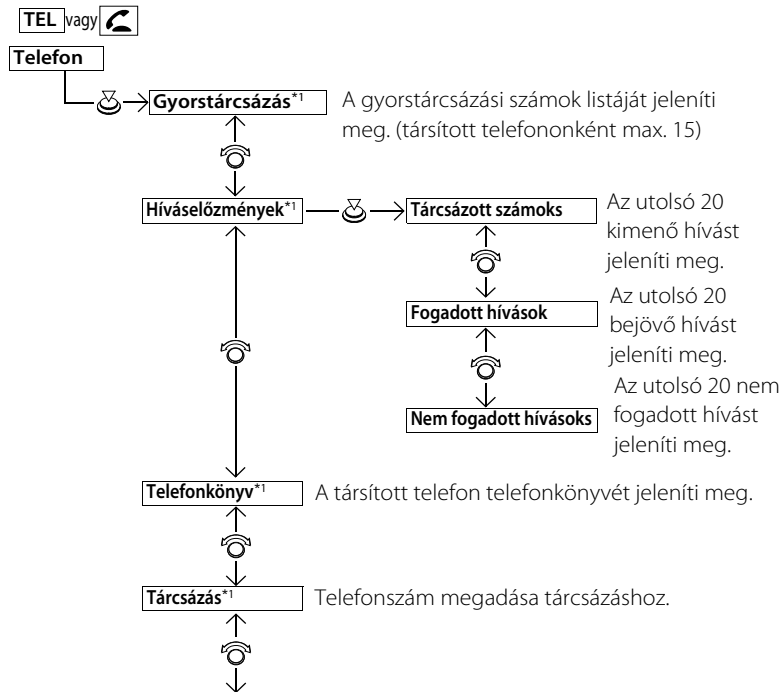 TEL vagy
Telefon
Gyorstárcsázás*1
A gyorstárcsázási számok listáját jeleníti
meg. (társított telefononként max. 15)
Híváselőzmények*1
Tárcsázott számoks
Az utolsó 20
kimenő hívást
jeleníti meg.
Fogadott hívások
Az utolsó 20
bejövő hívást
jeleníti meg.
Nem fogadott hívásoks
Az utolsó 20 nem
fogadott hívást
jeleníti meg.
Telefonkönyv*1
A társított telefon telefonkönyvét jeleníti meg.
Tárcsázás*1
Telefonszám megadása tárcsázáshoz.